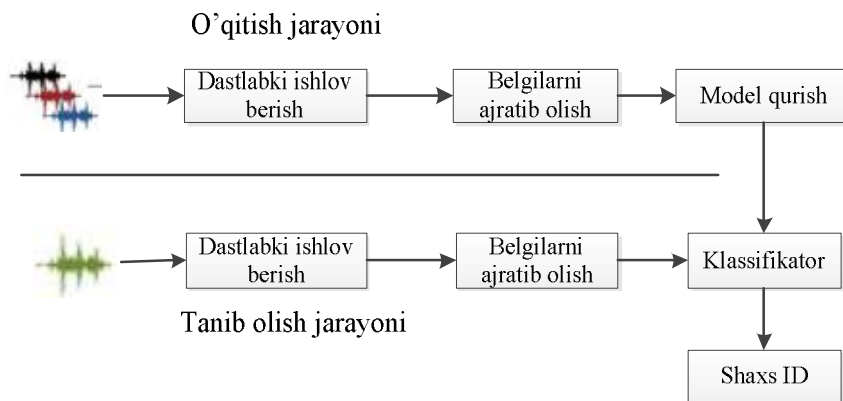 O’qitish jarayoni
Dastlabki ishlov
berish
Belgilarni
ajratib olish
Model qurish
Dastlabki ishlov
berish
Belgilarni
ajratib olish
Klassifikator
Tanib olish jarayoni
Shaxs ID